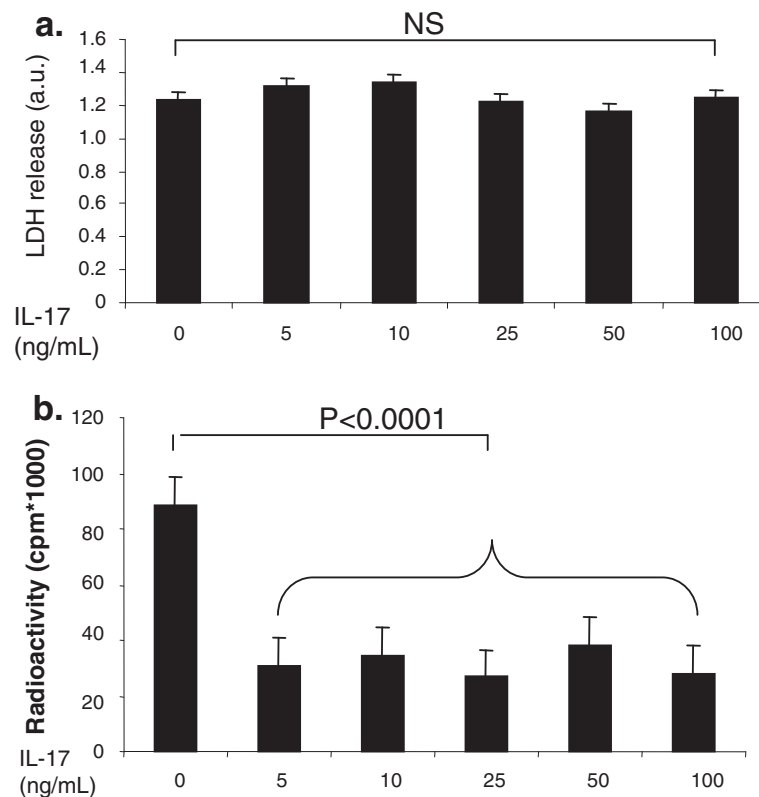 a.
NS
LDH release (a.u.)
1.6
1.4
1.2
1.0
0.8
0.6
0.4
0.2
0
IL-17
(ng/mL)
0 5 10 25 50 100
b.
P<0.0001
Radioactivity (cpm*1000)
120
100
80
60
40
20
0
IL-17
(ng/mL)
0 5 10 25 50 100